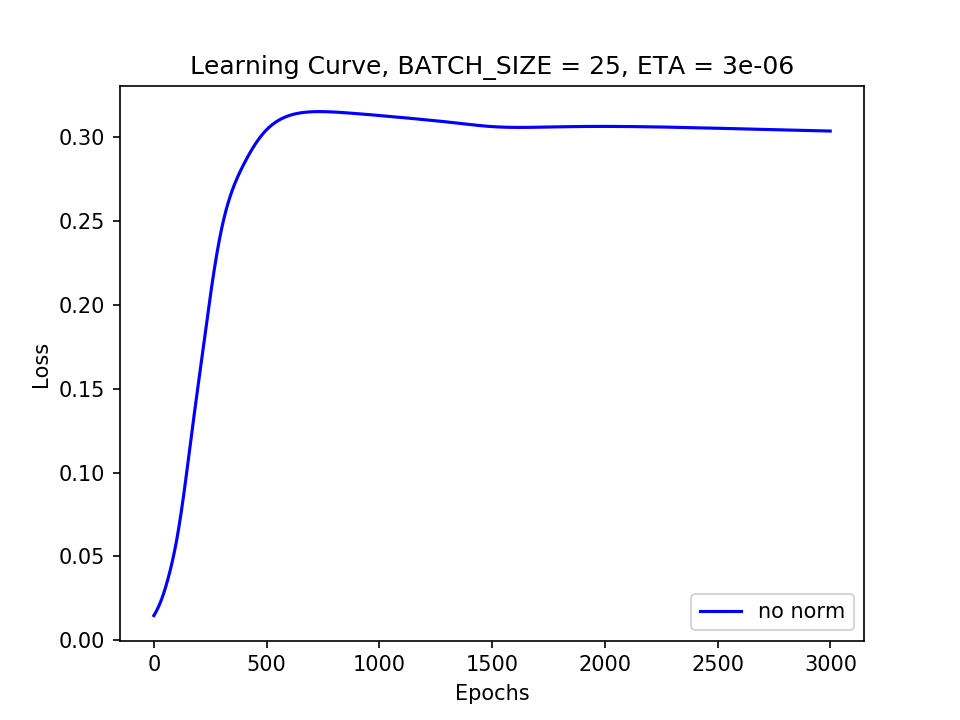 Learning Curve, BATCH_SIZE = 25, ETA = 3e-06
0.30
0.25
0.20
0.15
0.10
0.05
0.00
Loss
0 500 1000 1500 2000 2500 3000
Epochs
no norm